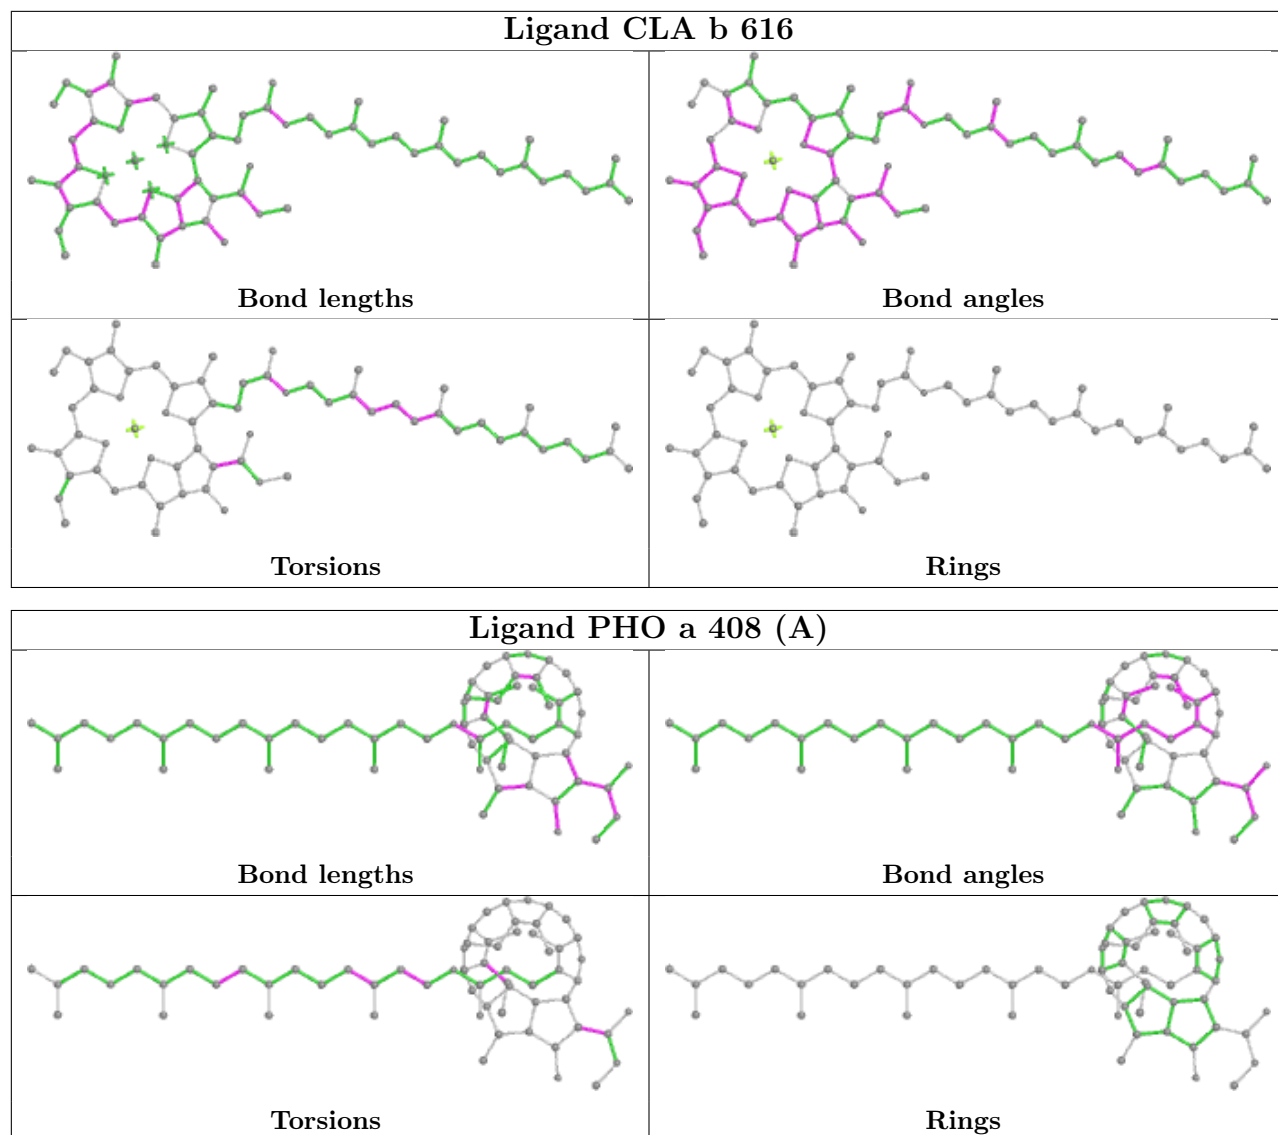 Ligand CLA b 616
Bond lengths
Bond angles
Torsions
Rings
Ligand PHO a 408 (A)
Bond lengths
Bond angles
Torsions
Rings